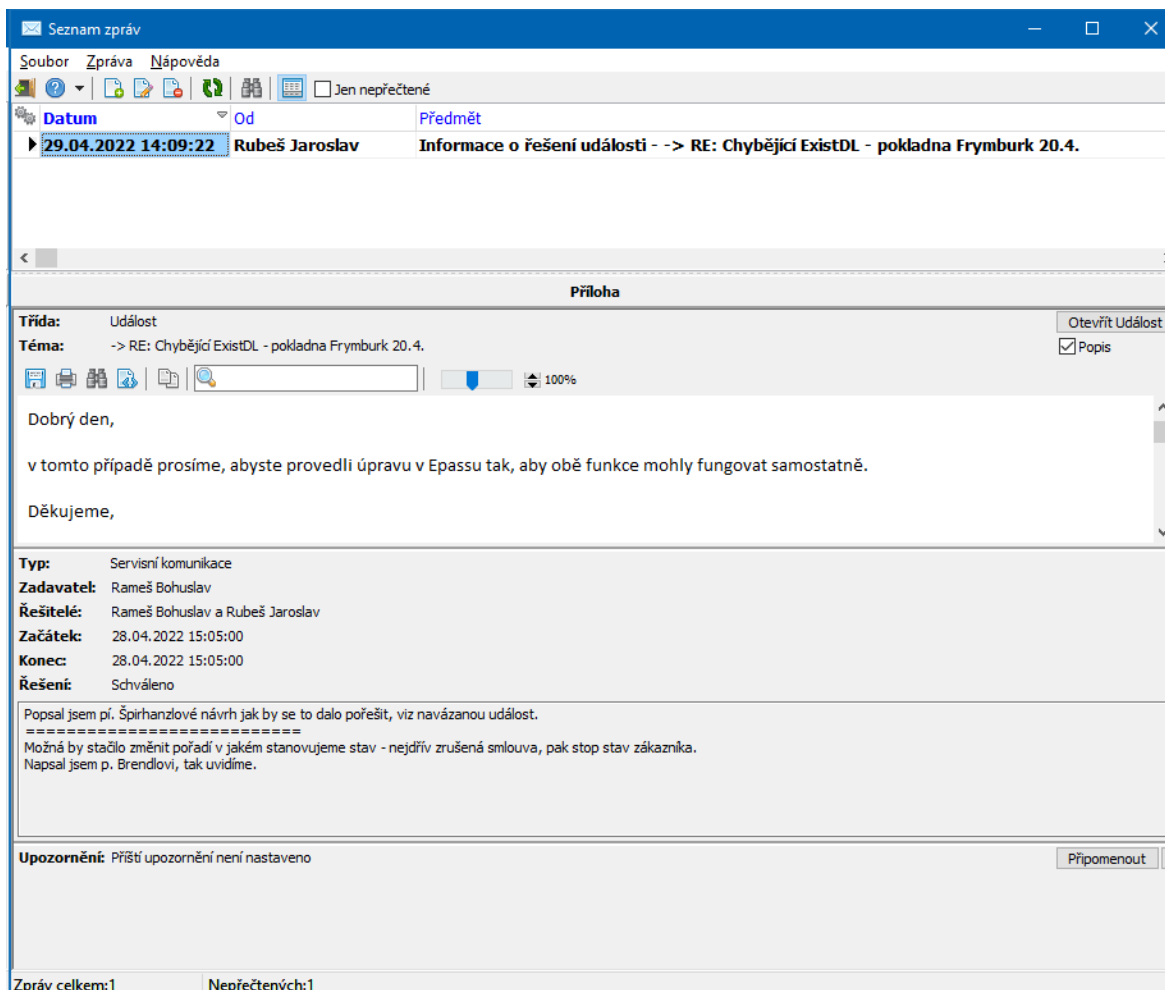 Seznam zpráv
Soubor Zpráva Nápověda
Jen nepřečtené
Datum Od Předmět
29.04.2022 14:09:22 Rubeš Jaroslav Informace o řešení události - -> RE: Chybějící ExistDL - pokladna Frymburk 20.4.
Příloha
Třída: Událost Otevřít Událost
Téma: -> RE: Chybějící ExistDL - pokladna Frymburk 20.4. Popis
100%
Dobrý den,
v tomto případě prosíme, abyste provedli úpravu v Epassu tak, aby obě funkce mohly fungovat samostatně.
Děkujeme,
Typ: Servisní komunikace
Zadavatel: Rameš Bohuslav
Řešitelé: Rameš Bohuslav a Rubeš Jaroslav
Začátek: 28.04.2022 15:05:00
Konec: 28.04.2022 15:05:00
Řešení: Schváleno
Popsal jsem pí. Špirhanzlové návrh jak by se to dalo pořešit, viz navázanou událost.
===========================
Možná by stačilo změnit pořadí v jakém stanovujeme stav - nejdřív zrušená smlouva, pak stop stav zákazníka.
Napsal jsem p. Brendlovi, tak uvidíme.
Upozornění: Příští upozornění není nastaveno Připomenout
Zpráv celkem:1 Nepřečtených:1